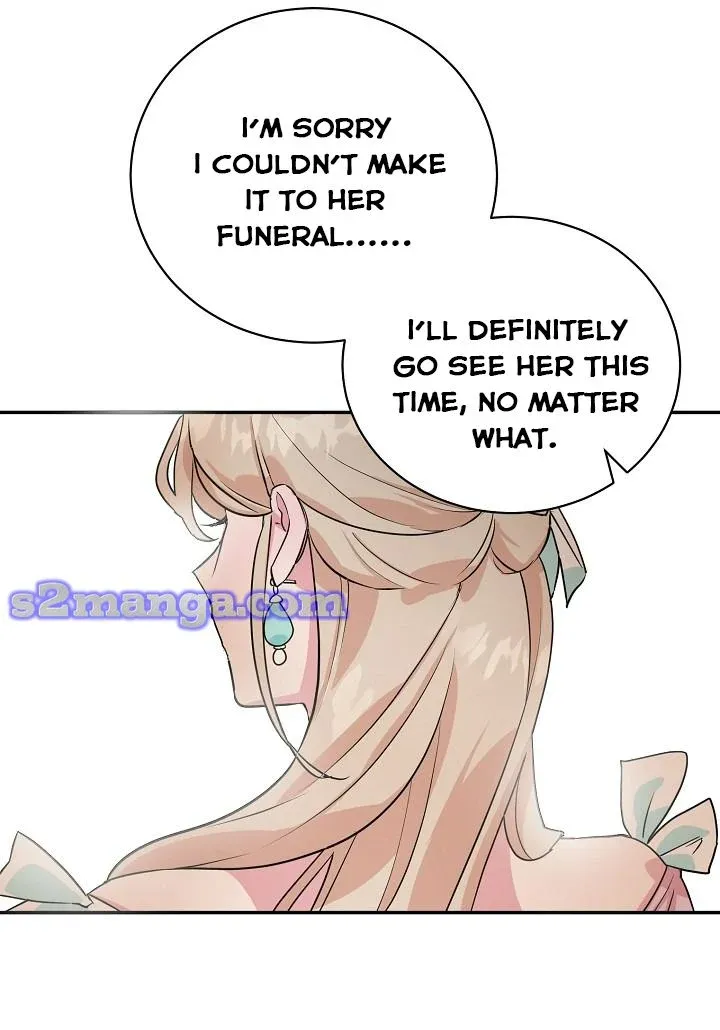 I'M SORRY
I COULDN'T MAKE
IT TO HER
FUNERAL......
I'LL DEFINITELY
GO SEE HER THIS
TIME, NO MATTER
WHAT.
s2manga.com